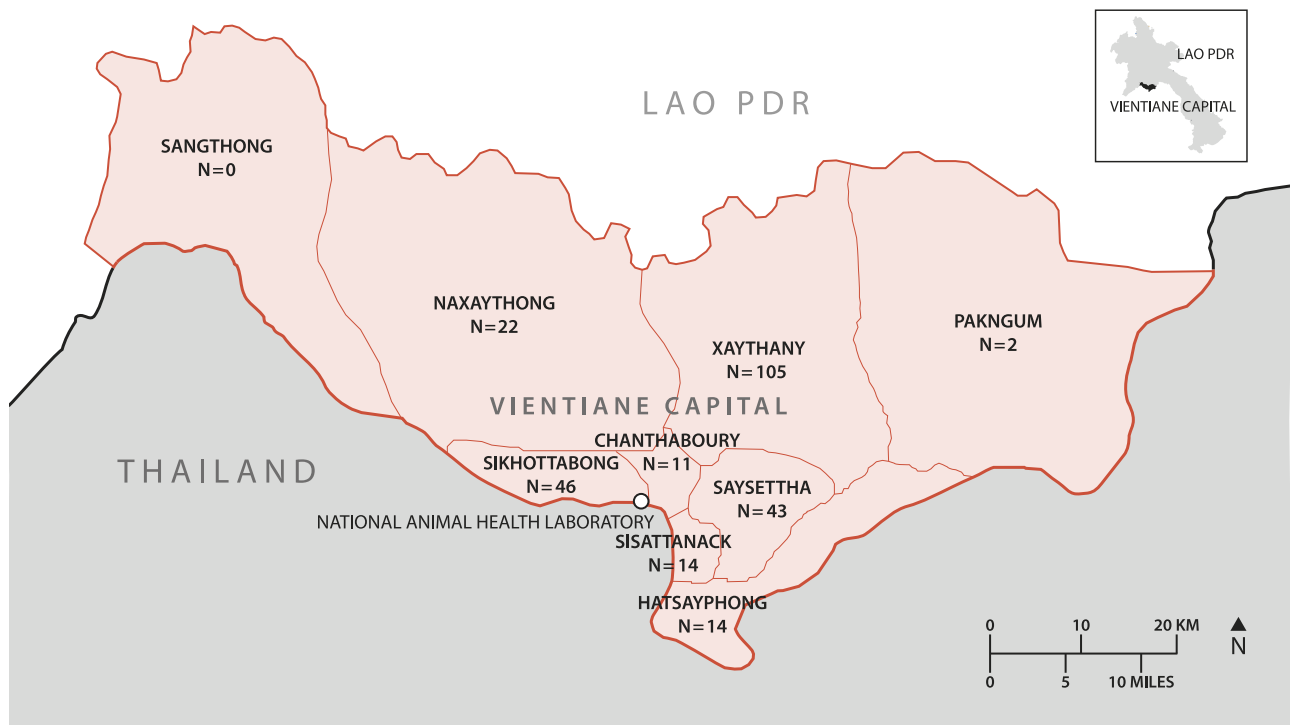 LAO PDR
VIENTIANE CAPITAL
LAO PDR
SANGTHONG
N=0
NAXAYTHONG
N=22
PAKNGUM
N=2
XAYTHANY
N=105
VIENTIANE CAPITAL
CHANTHABOURY
N=11
THAILAND
SIKHOTTABONG
N=46
SAYSETTHA
N=43
NATIONAL ANIMAL HEALTH LABORATORY
SISATTANACK
N=14
HATSAYPHONG
N=14
0 10 20 KM
0 5 10 MILES
N